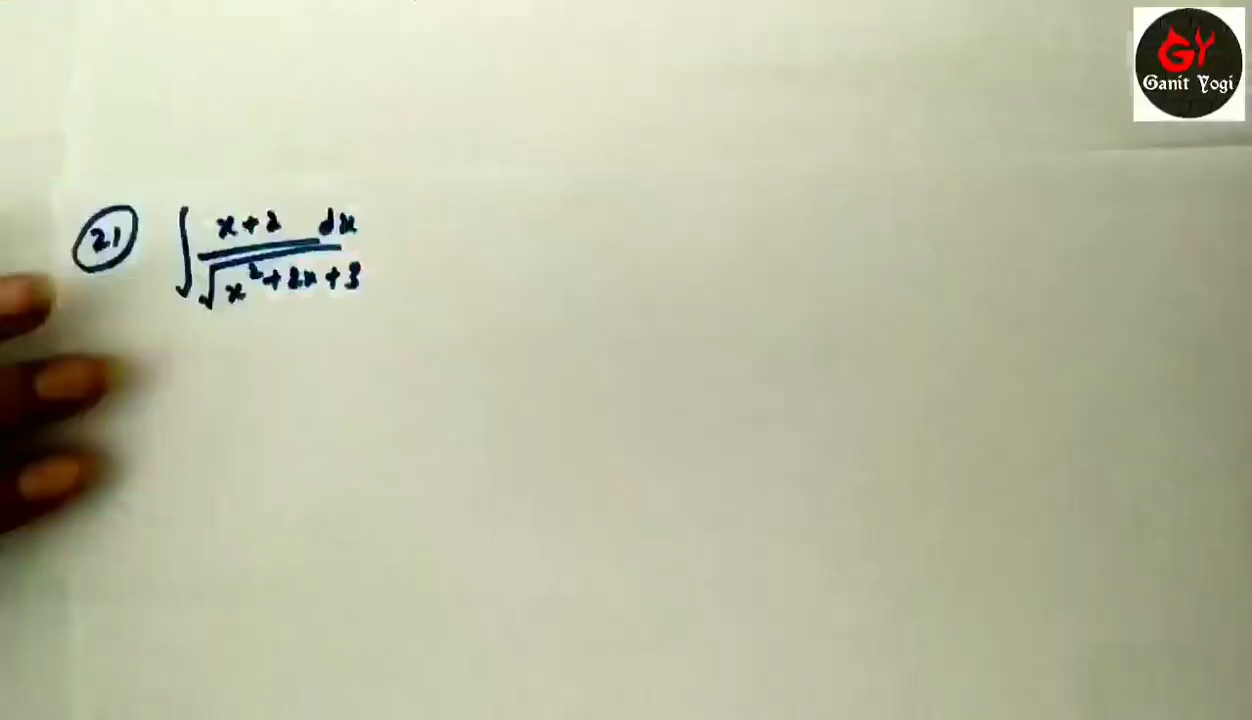 GY
Ganit Yogi
21 ∫ x+2 dx
√x²+2x+3